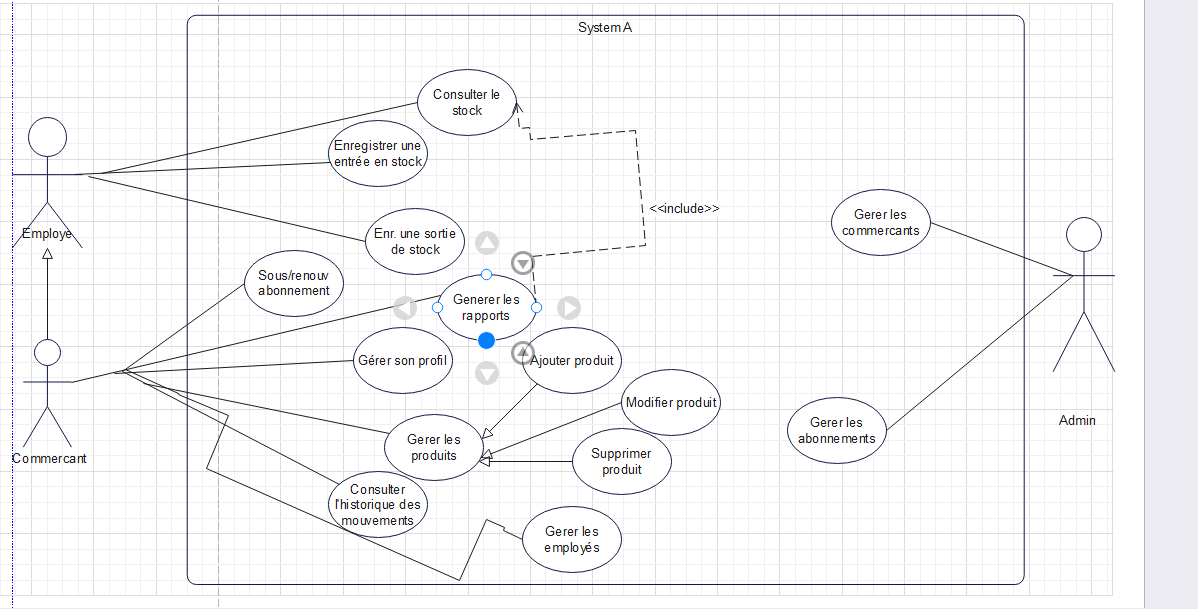 System A
Consulter le
stock
Enregistrer une
entrée en stock
<<include>>
Gerer les
commercants
Employe
Enr. une sortie
de stock
Sous/renouv
abonnement
Generer les
rapports
Gérer son profil
Ajouter produit
Modifier produit
Admin
Gerer les
abonnements
Gerer les
produits
Supprimer
produit
Commercant
Consulter
l'historique des
mouvements
Gerer les
employés